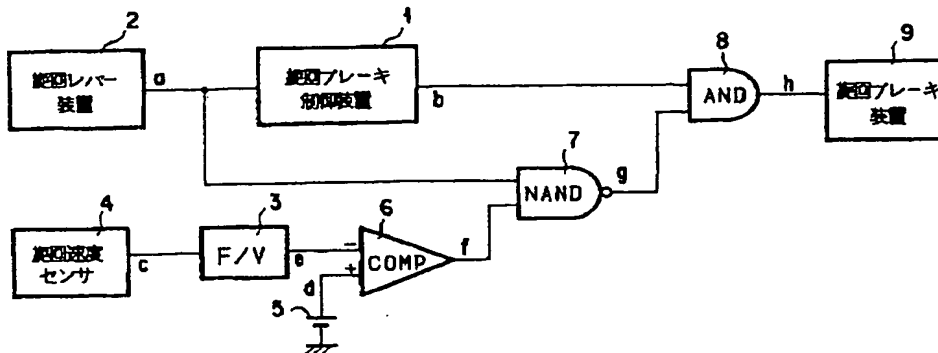 2
旋回レバー
装置
a
1
旋回ブレーキ
制御装置
b
8
AND
h
9
旋回ブレーキ
装置
7
NAND
g
4
旋回速度
センサ
c
3
F/V
e
6
COMP
−
+
f
d
5